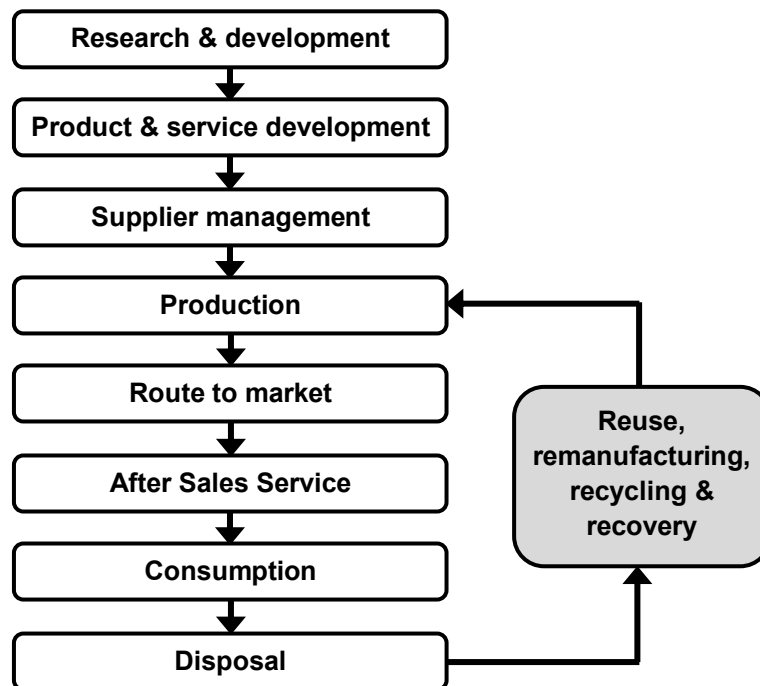 Research & development
Product & service development
Supplier management
Production
Route to market
After Sales Service
Consumption
Disposal
Reuse,
remanufacturing,
recycling &
recovery